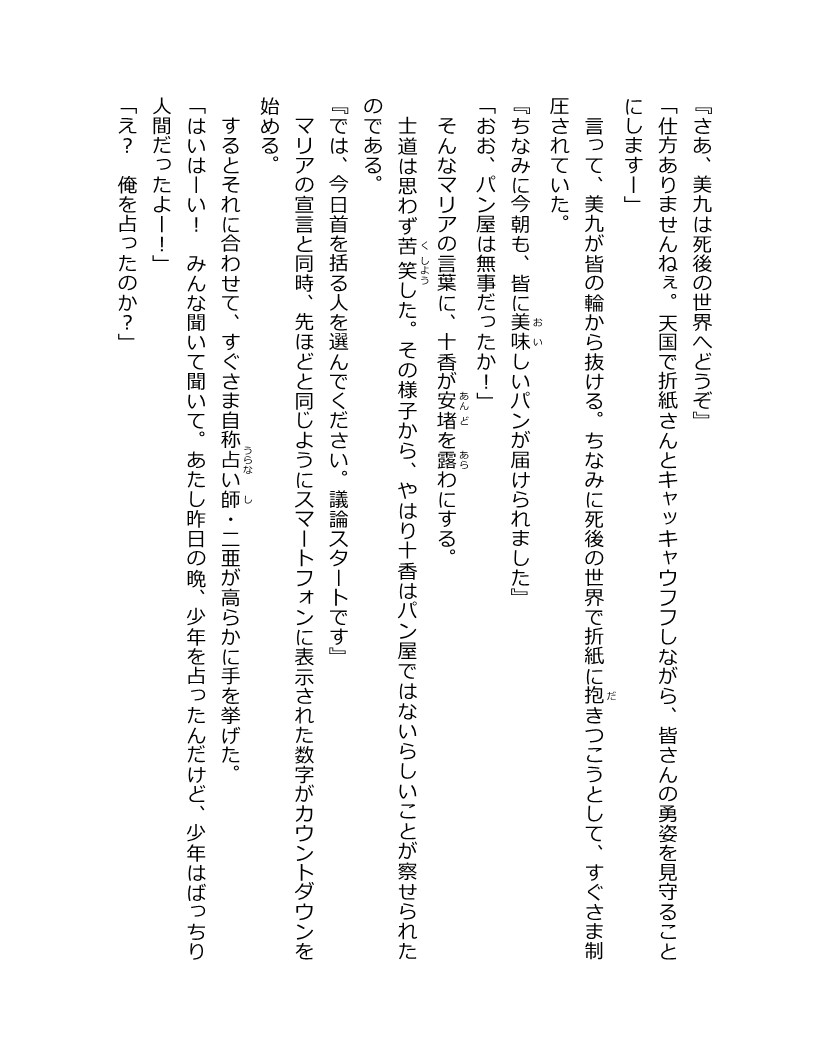 『さあ、美九は死後の世界へどうぞ』
「仕方ありませんねぇ。天国で折紙さんとキャッキャウフフしながら、皆さんの勇姿を見守ること
にしますー」
　言って、美九が皆の輪から抜ける。ちなみに死後の世界で折紙に抱きつこうとして、すぐさま制
圧されていた。
『ちなみに今朝も、皆に美味しいパンが届けられました』
「おお、パン屋は無事だったか！」
　そんなマリアの言葉に、十香が安堵を露わにする。
　士道は思わず苦笑した。その様子から、やはり十香はパン屋ではないらしいことが察せられた
のである。
『では、今日首を括る人を選んでください。議論スタートです』
　マリアの宣言と同時、先ほどと同じようにスマートフォンに表示された数字がカウントダウンを
始める。
　するとそれに合わせて、すぐさま自称占い師・二亜が高らかに手を挙げた。
「はいはーい！　みんな聞いて聞いて。あたし昨日の晩、少年を占ったんだけど、少年はばっちり
人間だったよー！」
「え？　俺を占ったのか？」